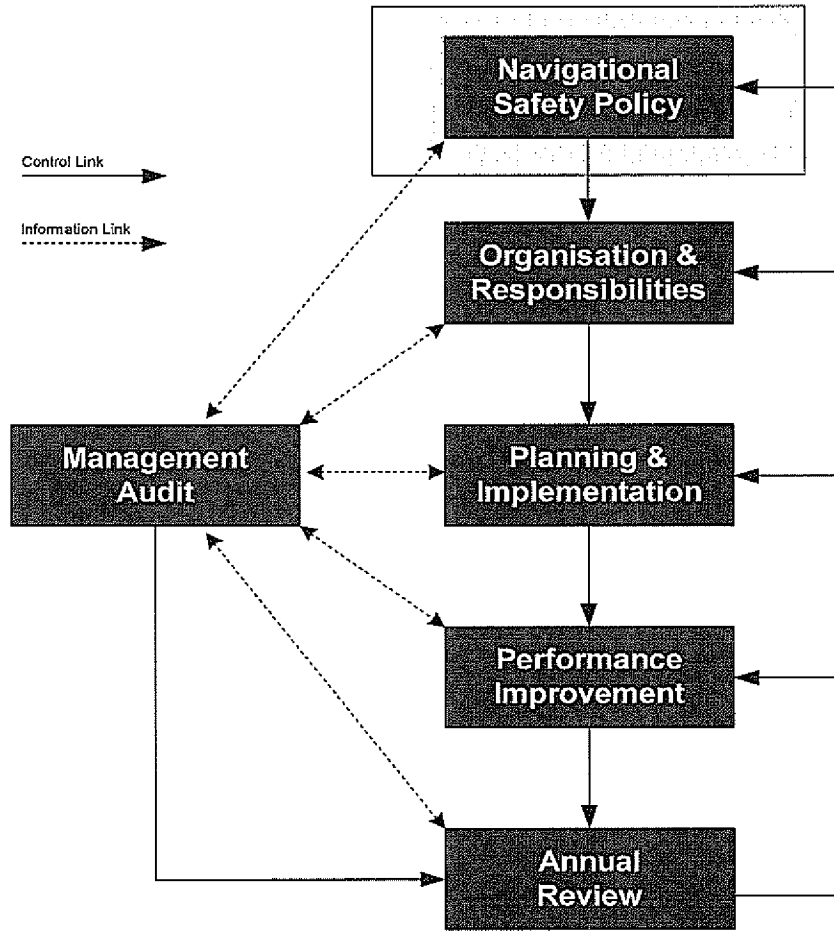 Navigational
Safety Policy
Control Link
Information Link
Organisation &
Responsibilities
Management
Audit
Planning &
Implementation
Performance
Improvement
Annual
Review